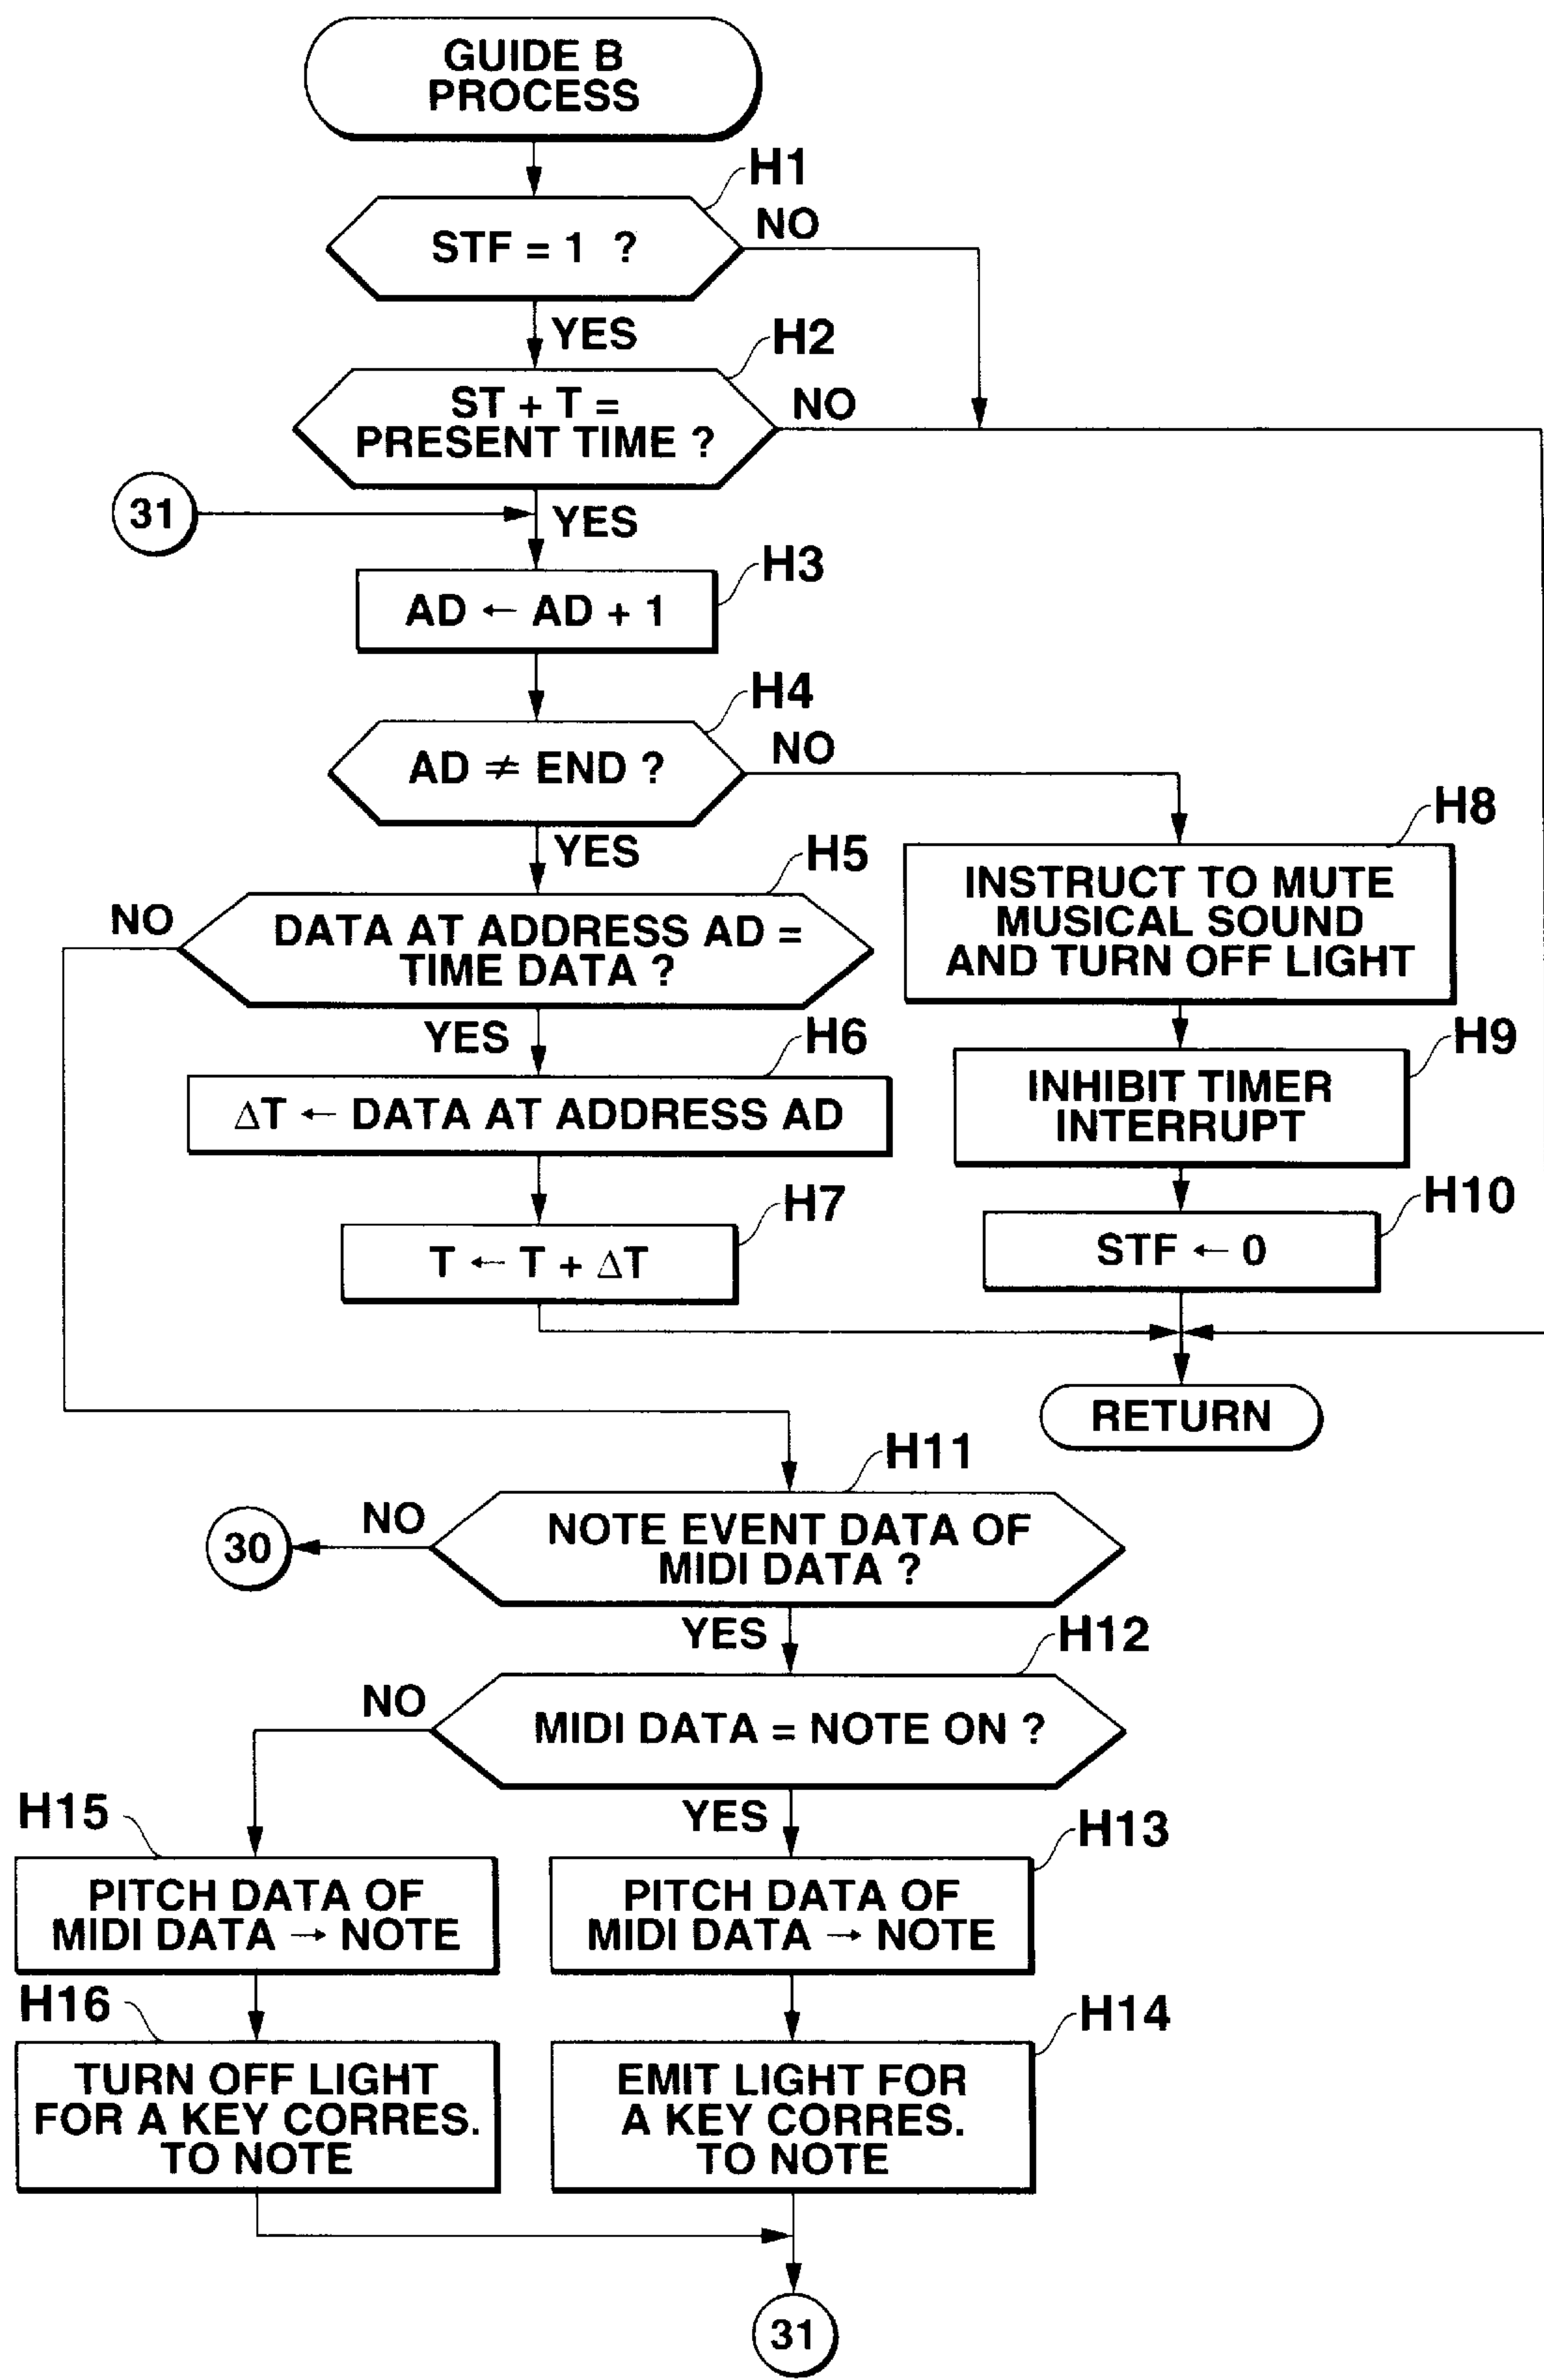 GUIDE B
PROCESS
H1
STF = 1 ?
NO
YES
H2
ST + T =
PRESENT TIME ?
NO
31
YES
H3
AD ← AD + 1
H4
AD ≠ END ?
NO
YES
H8
INSTRUCT TO MUTE
MUSICAL SOUND
AND TURN OFF LIGHT
H5
NO
DATA AT ADDRESS AD =
TIME DATA ?
YES
H6
ΔT ← DATA AT ADDRESS AD
H9
INHIBIT TIMER
INTERRUPT
H7
T ← T + ΔT
H10
STF ← 0
RETURN
H11
NOTE EVENT DATA OF
MIDI DATA ?
NO
30
YES
H12
MIDI DATA = NOTE ON ?
NO
YES
H15
PITCH DATA OF
MIDI DATA → NOTE
H13
PITCH DATA OF
MIDI DATA → NOTE
H16
TURN OFF LIGHT
FOR A KEY CORRES.
TO NOTE
H14
EMIT LIGHT FOR
A KEY CORRES.
TO NOTE
31